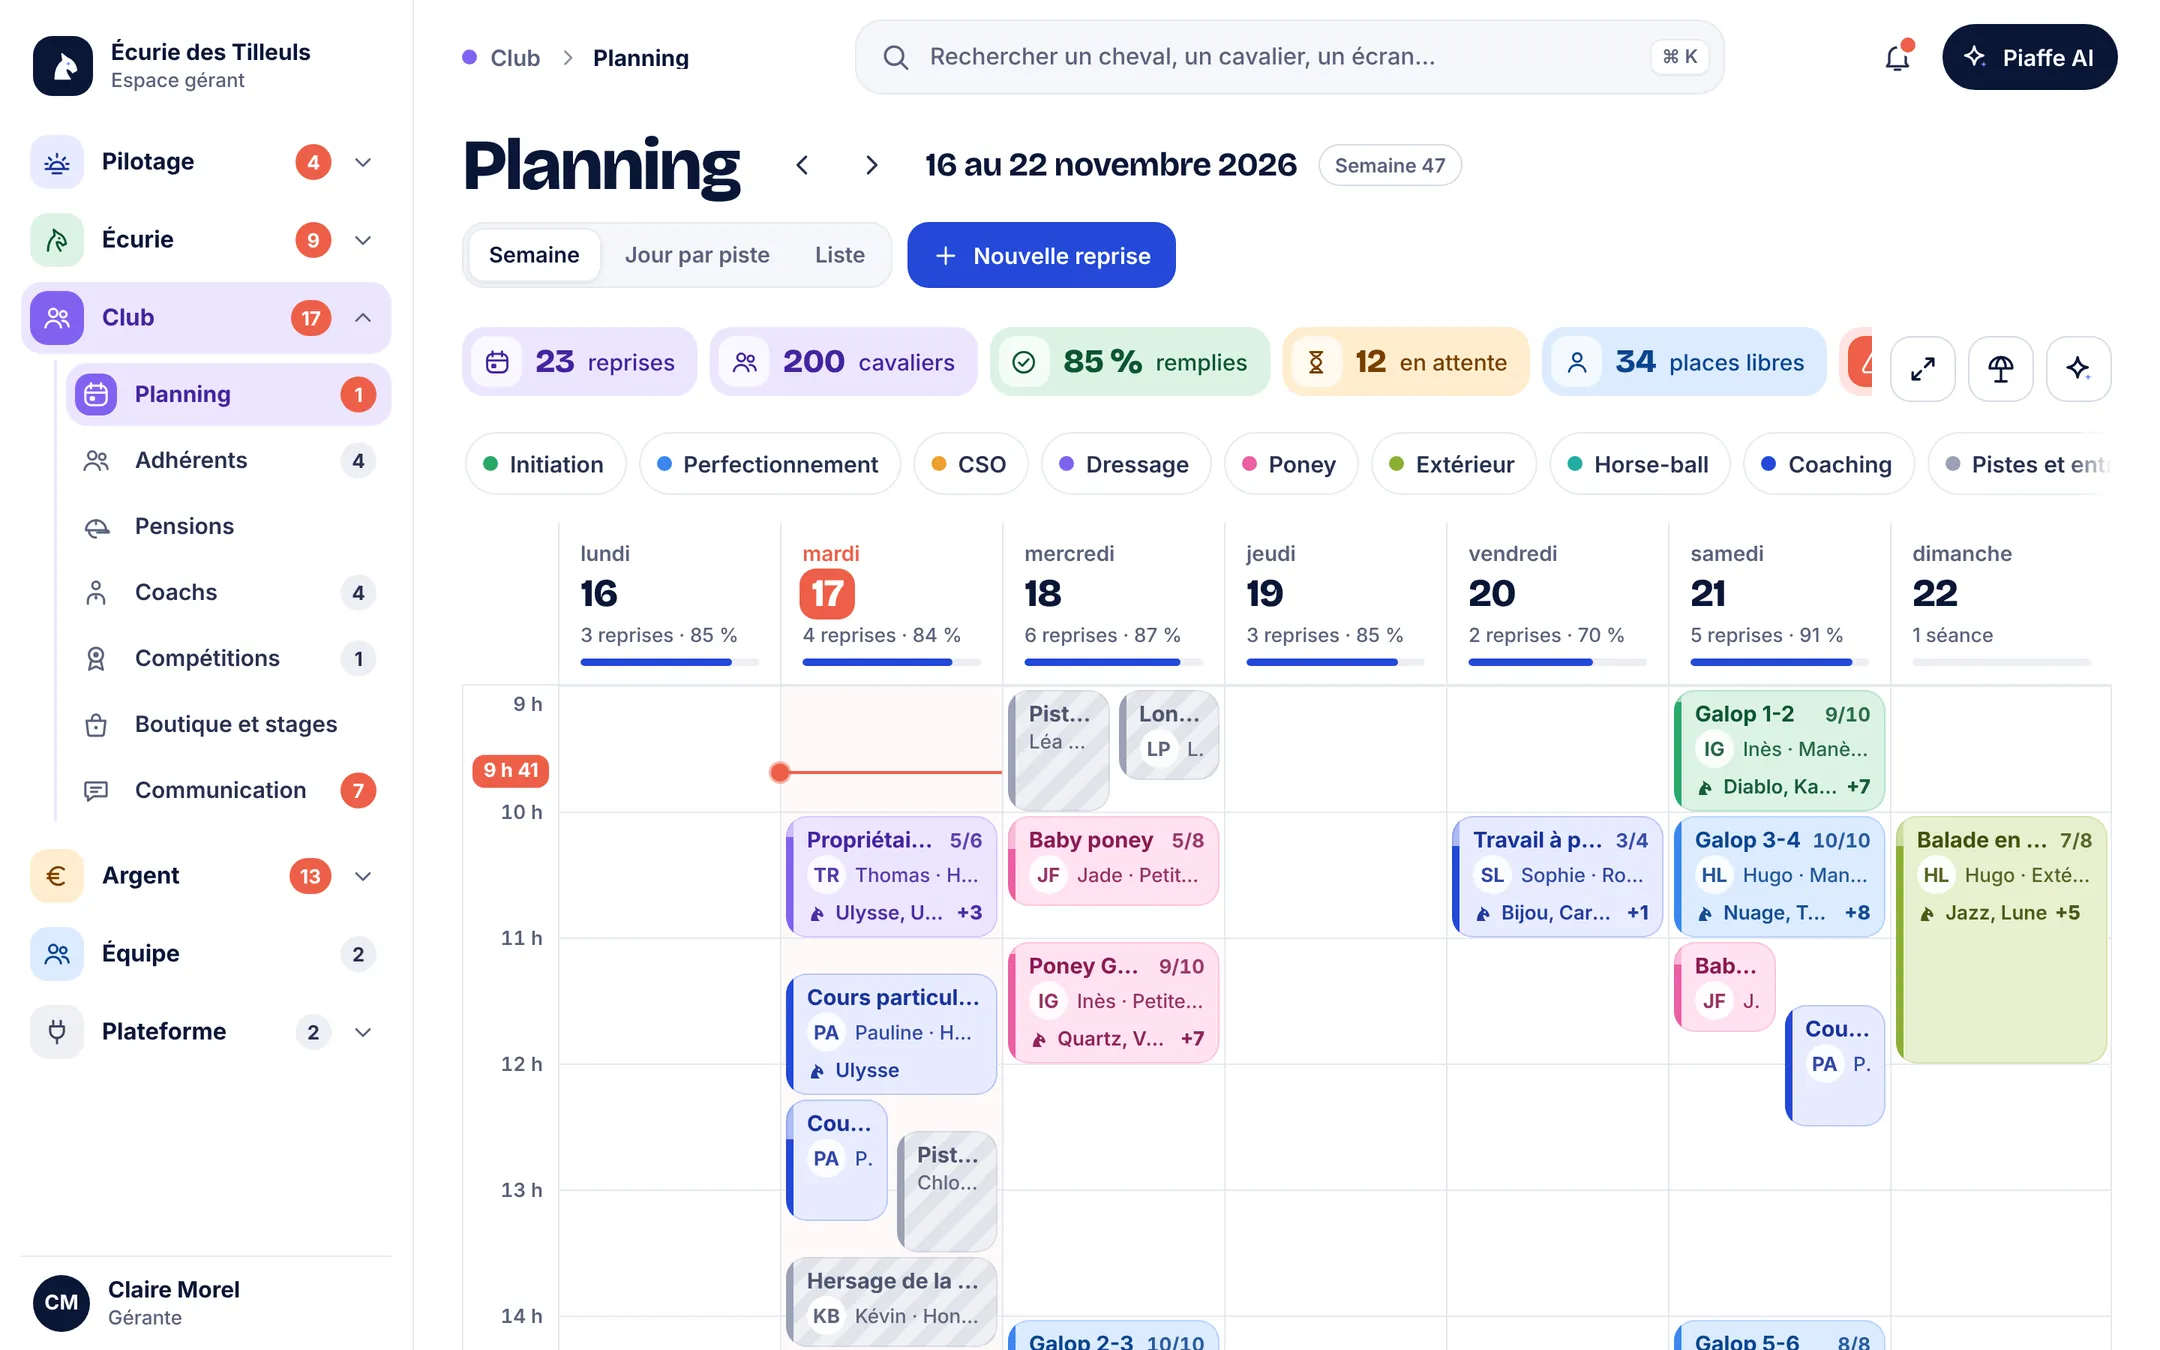 Écurie des Tilleuls
Espace gérant
Pilotage 4
Écurie 9
Club 17
Planning 1
Adhérents 4
Pensions
Coachs 4
Compétitions 1
Boutique et stages
Communication 7
Argent 13
Équipe 2
Plateforme 2
CM Claire Morel
Gérante
Club > Planning
Rechercher un cheval, un cavalier, un écran... ⌘ K
Piaffe AI
Planning
16 au 22 novembre 2026
Semaine 47
Semaine Jour par piste Liste
+ Nouvelle reprise
23 reprises
200 cavaliers
85 % remplies
12 en attente
34 places libres
Initiation
Perfectionnement
CSO
Dressage
Poney
Extérieur
Horse-ball
Coaching
Pistes et ent
lundi
16
3 reprises · 85 %
mardi
17
4 reprises · 84 %
mercredi
18
6 reprises · 87 %
jeudi
19
3 reprises · 85 %
vendredi
20
2 reprises · 70 %
samedi
21
5 reprises · 91 %
dimanche
22
1 séance
9 h
9 h 41
10 h
11 h
12 h
13 h
14 h
Propriétai... 5/6
TR Thomas · H...
Ulysse, U... +3
Cours particul...
PA Pauline · H...
Ulysse
Cou...
PA P.
Pist...
Chlo...
Hersage de la ...
KB Kévin · Hon...
Pist...
Léa ...
Lon...
LP L.
Baby poney 5/8
JF Jade · Petit...
Poney G... 9/10
IG Inès · Petite...
Quartz, V... +7
Galop 2-3 10/10
Travail à p... 3/4
SL Sophie · Ro...
Bijou, Car... +1
Galop 1-2 9/10
IG Inès · Manè...
Diablo, Ka... +7
Galop 3-4 10/10
HL Hugo · Man...
Nuage, T... +8
Bab...
JF J.
Cou...
PA P.
Galop 5-6 8/8
Balade en ... 7/8
HL Hugo · Exté...
Jazz, Lune +5